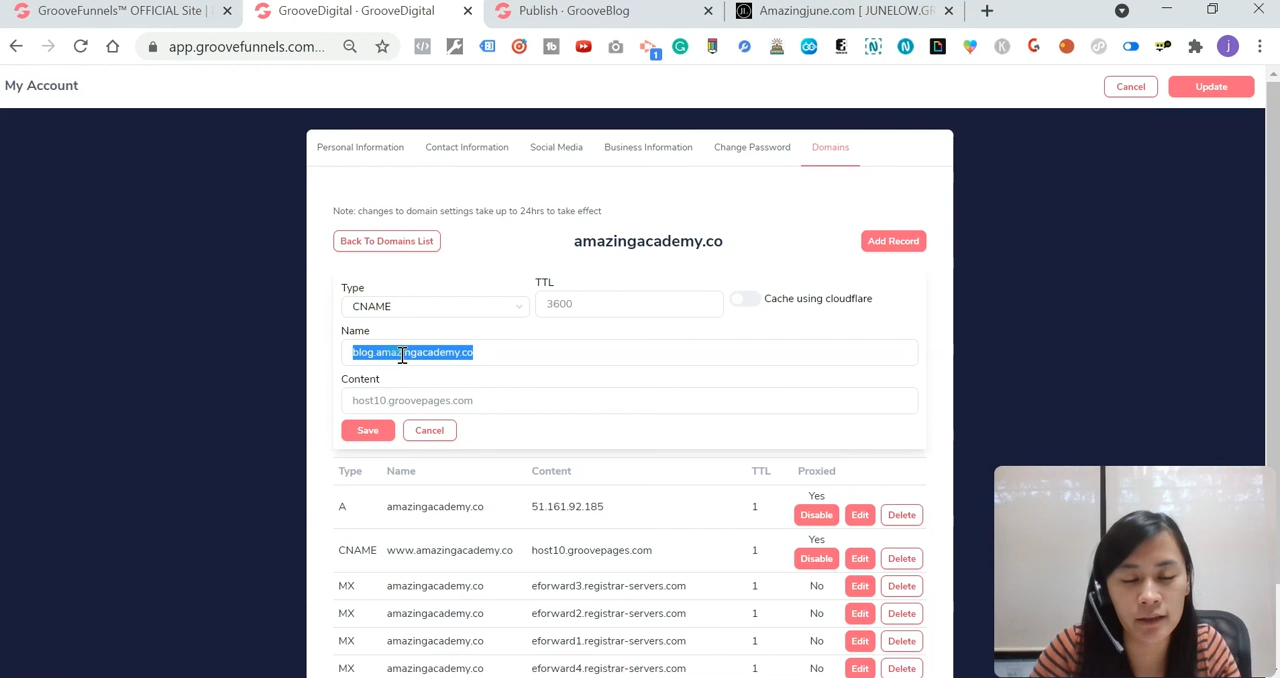 GrooveFunnels™ OFFICIAL Site |
GrooveDigital · GrooveDigital
Publish · GrooveBlog
Amazingjune.com [ JUNELOW.GR
app.groovefunnels.com...
My Account
Cancel
Update
Personal Information
Contact Information
Social Media
Business Information
Change Password
Domains
Note: changes to domain settings take up to 24hrs to take effect
Back To Domains List
amazingacademy.co
Add Record
Type
TTL
CNAME
3600
Cache using cloudflare
Name
blog.amazingacademy.co
Content
host10.groovepages.com
Save
Cancel
Type Name Content TTL Proxied
A amazingacademy.co 51.161.92.185 1 Yes
Disable Edit Delete
CNAME www.amazingacademy.co host10.groovepages.com 1 Yes
Disable Edit Delete
MX amazingacademy.co eforward3.registrar-servers.com 1 No Edit Delete
MX amazingacademy.co eforward2.registrar-servers.com 1 No Edit Delete
MX amazingacademy.co eforward1.registrar-servers.com 1 No Edit Delete
MX amazingacademy.co eforward4.registrar-servers.com 1 No Edit Delete